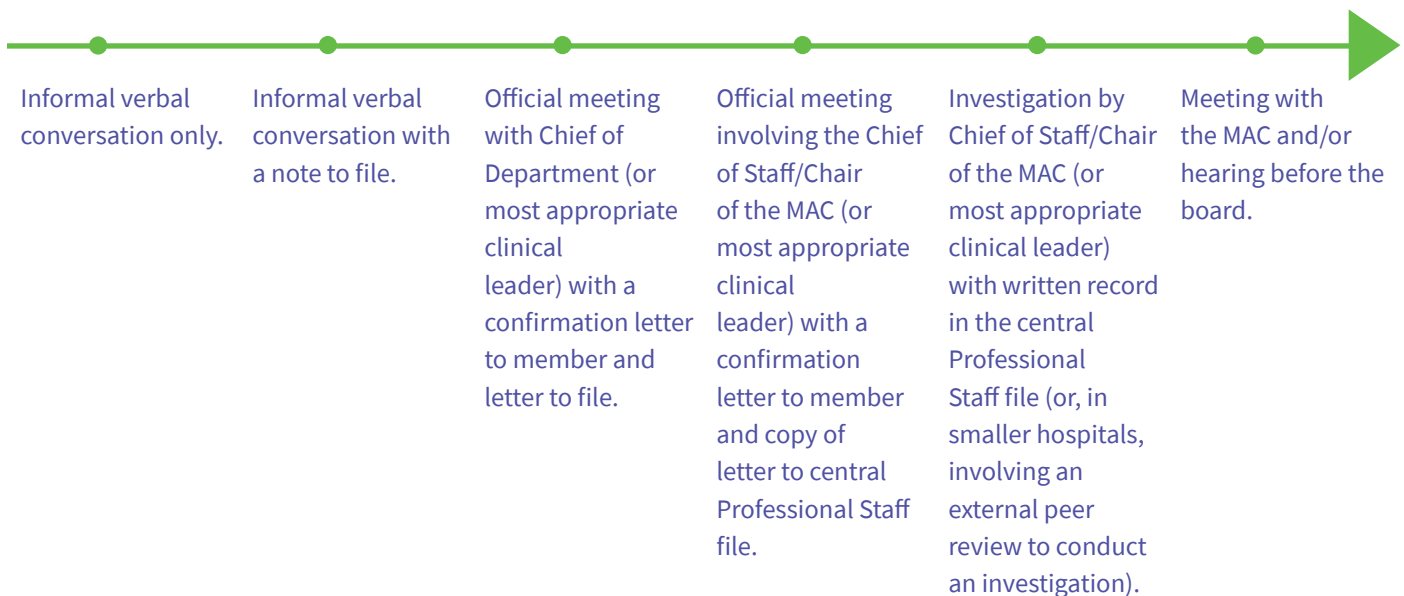 Informal verbal
conversation only.
Informal verbal
conversation with
a note to file.
Official meeting
with Chief of
Department (or
most appropriate
clinical
leader) with a
confirmation letter
to member and
letter to file.
Official meeting
involving the Chief
of Staff/Chair
of the MAC (or
most appropriate
clinical
leader) with a
confirmation
letter to member
and copy of
letter to central
Professional Staff
file.
Investigation by
Chief of Staff/Chair
of the MAC (or
most appropriate
clinical leader)
with written record
in the central
Professional
Staff file (or, in
smaller hospitals,
involving an
external peer
review to conduct
an investigation).
Meeting with
the MAC and/or
hearing before the
board.